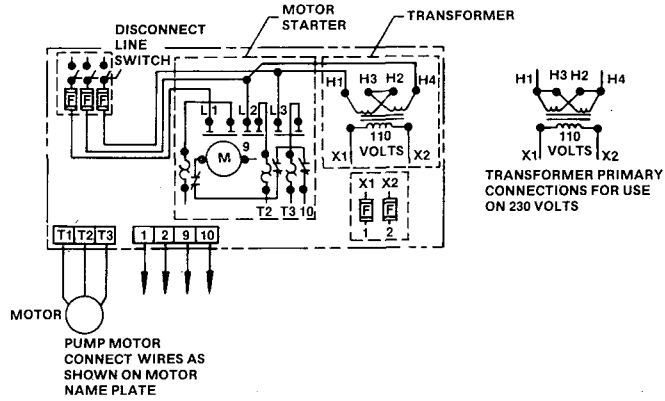 DISCONNECT
LINE
SWITCH
MOTOR
STARTER
TRANSFORMER
F F F
L1 L2 L3
M 9
T2 T3 10
H1 H3 H2 H4
110
VOLTS
X1 X2
X1 X2
F F
1 2
H1 H3 H2 H4
110
VOLTS
X1 X2
TRANSFORMER PRIMARY
CONNECTIONS FOR USE
ON 230 VOLTS
T1 T2 T3
1 2 9 10
MOTOR
PUMP MOTOR
CONNECT WIRES AS
SHOWN ON MOTOR
NAME PLATE